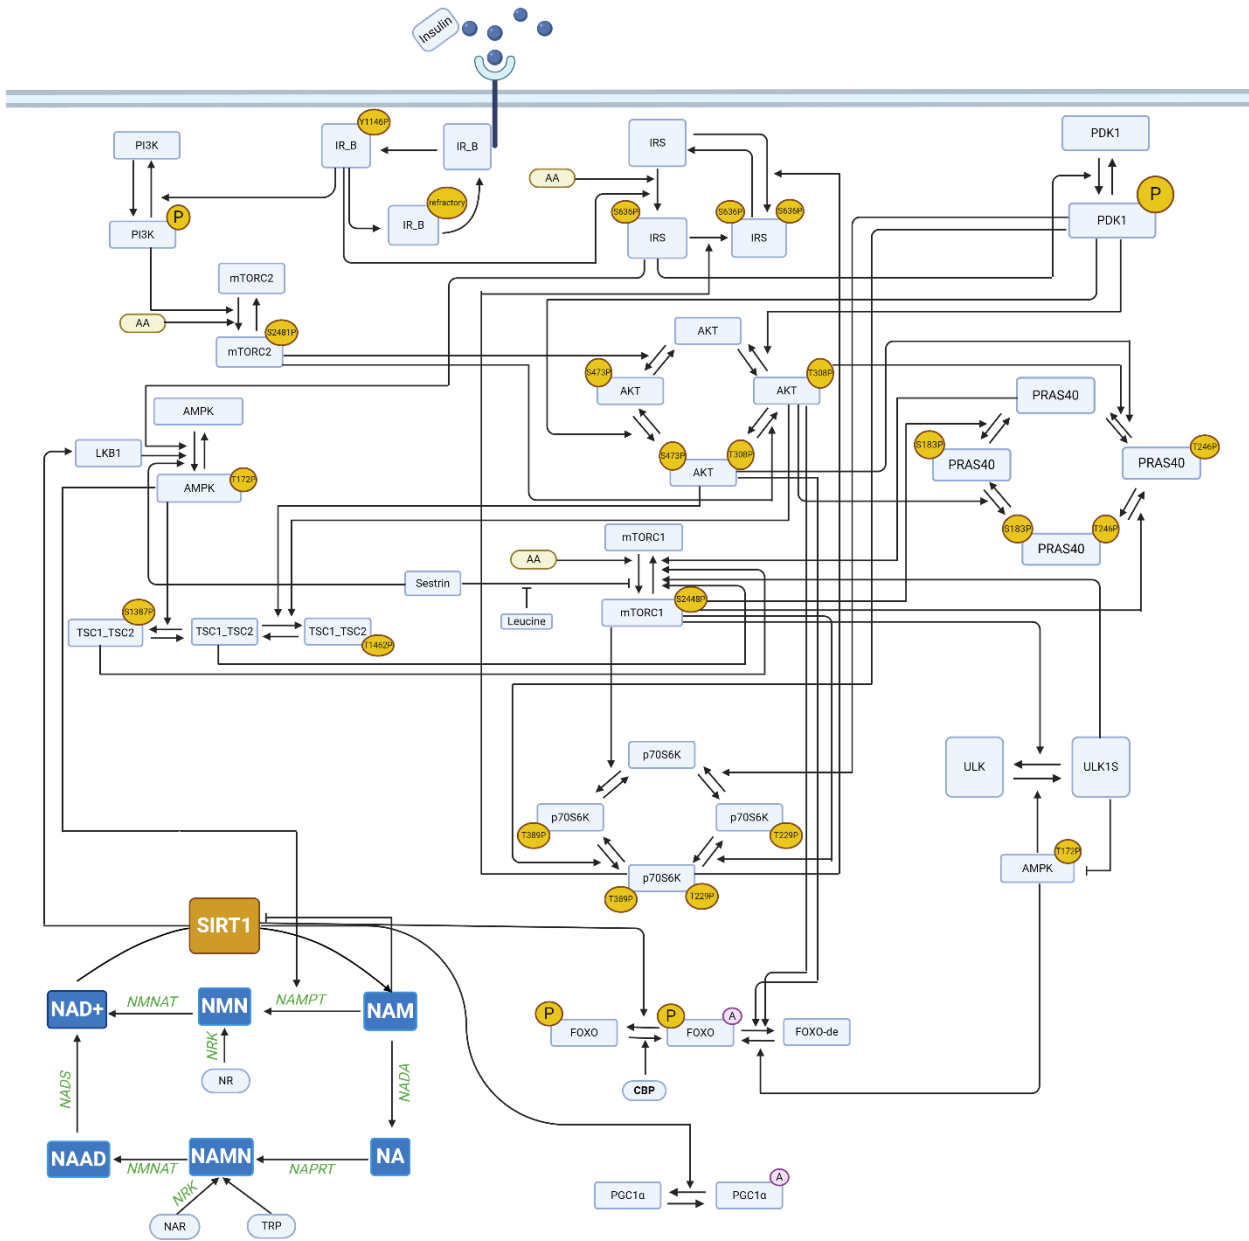 Insulin
Y1146P
IR_B
IR_B
refractory
IR_B
PI3K
PI3K
P
AA
IRS
S636P
IRS
S636P
S636P
IRS
PDK1
P
PDK1
mTORC2
AA
S2481P
mTORC2
AKT
S473P
AKT
T308P
AKT
S473P
T308P
AKT
PRAS40
S183P
PRAS40
T246P
PRAS40
S183P
T246P
PRAS40
AMPK
LKB1
T172P
AMPK
mTORC1
AA
Sestrin
Leucine
S2448P
mTORC1
S1387P
TSC1_TSC2
TSC1_TSC2
TSC1_TSC2
T1462P
p70S6K
p70S6K
T389P
p70S6K
T229P
p70S6K
T389P
T229P
ULK
ULK1S
T172P
AMPK
SIRT1
NAD+
NMNAT
NMN
NAMPT
NAM
NRK
NR
NADS
NADA
NAAD
NMNAT
NAMN
NAPRT
NA
NRK
NAR
TRP
P
FOXO
P
A
FOXO
FOXO-de
CBP
PGC1α
A
PGC1α